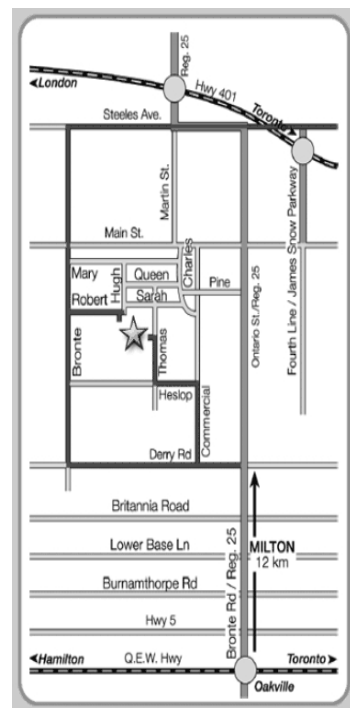 Reg. 25
Hwy 401
◄London
Toronto
Steeles Ave.
Martin St.
Fourth Line / James Snow Parkway
Main St.
Charles
Mary
Hugh
Queen
Robert
Sarah
Pine
Ontario St./Reg. 25
Bronte
Thomas
Heslop
Commercial
Derry Rd
Britannia Road
Lower Base Ln
MILTON
12 km
Burnamthorpe Rd
Bronte Rd / Reg. 25
Hwy 5
◄Hamilton
Q.E.W. Hwy
Toronto►
Oakville